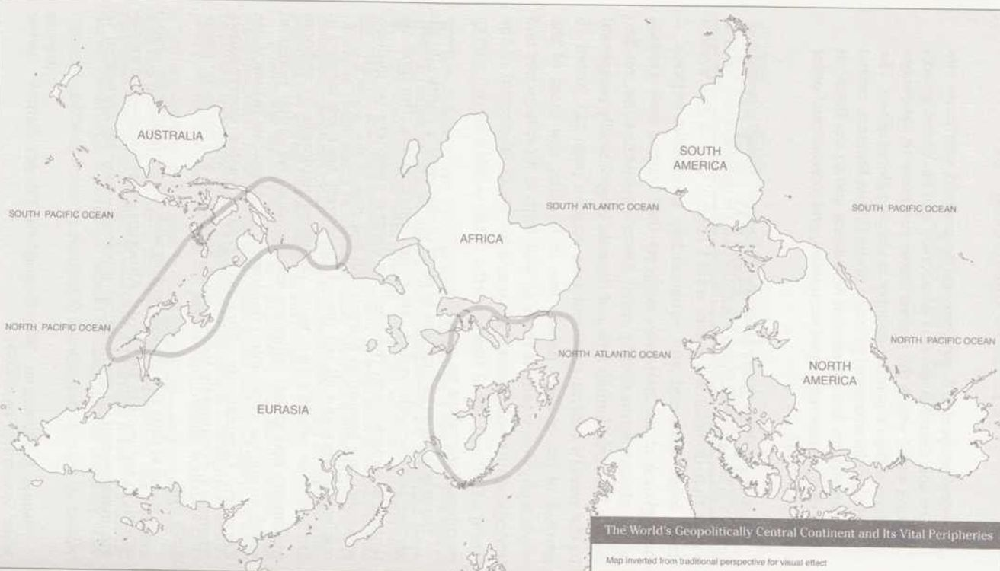 AUSTRALIA
SOUTH
AMERICA
SOUTH PACIFIC OCEAN
SOUTH ATLANTIC OCEAN
SOUTH PACIFIC OCEAN
AFRICA
NORTH PACIFIC OCEAN
NORTH ATLANTIC OCEAN
NORTH PACIFIC OCEAN
NORTH
AMERICA
EURASIA
The World's Geopolitically Central Continent and Its Vital Peripheries
Map inverted from traditional perspective for visual effect